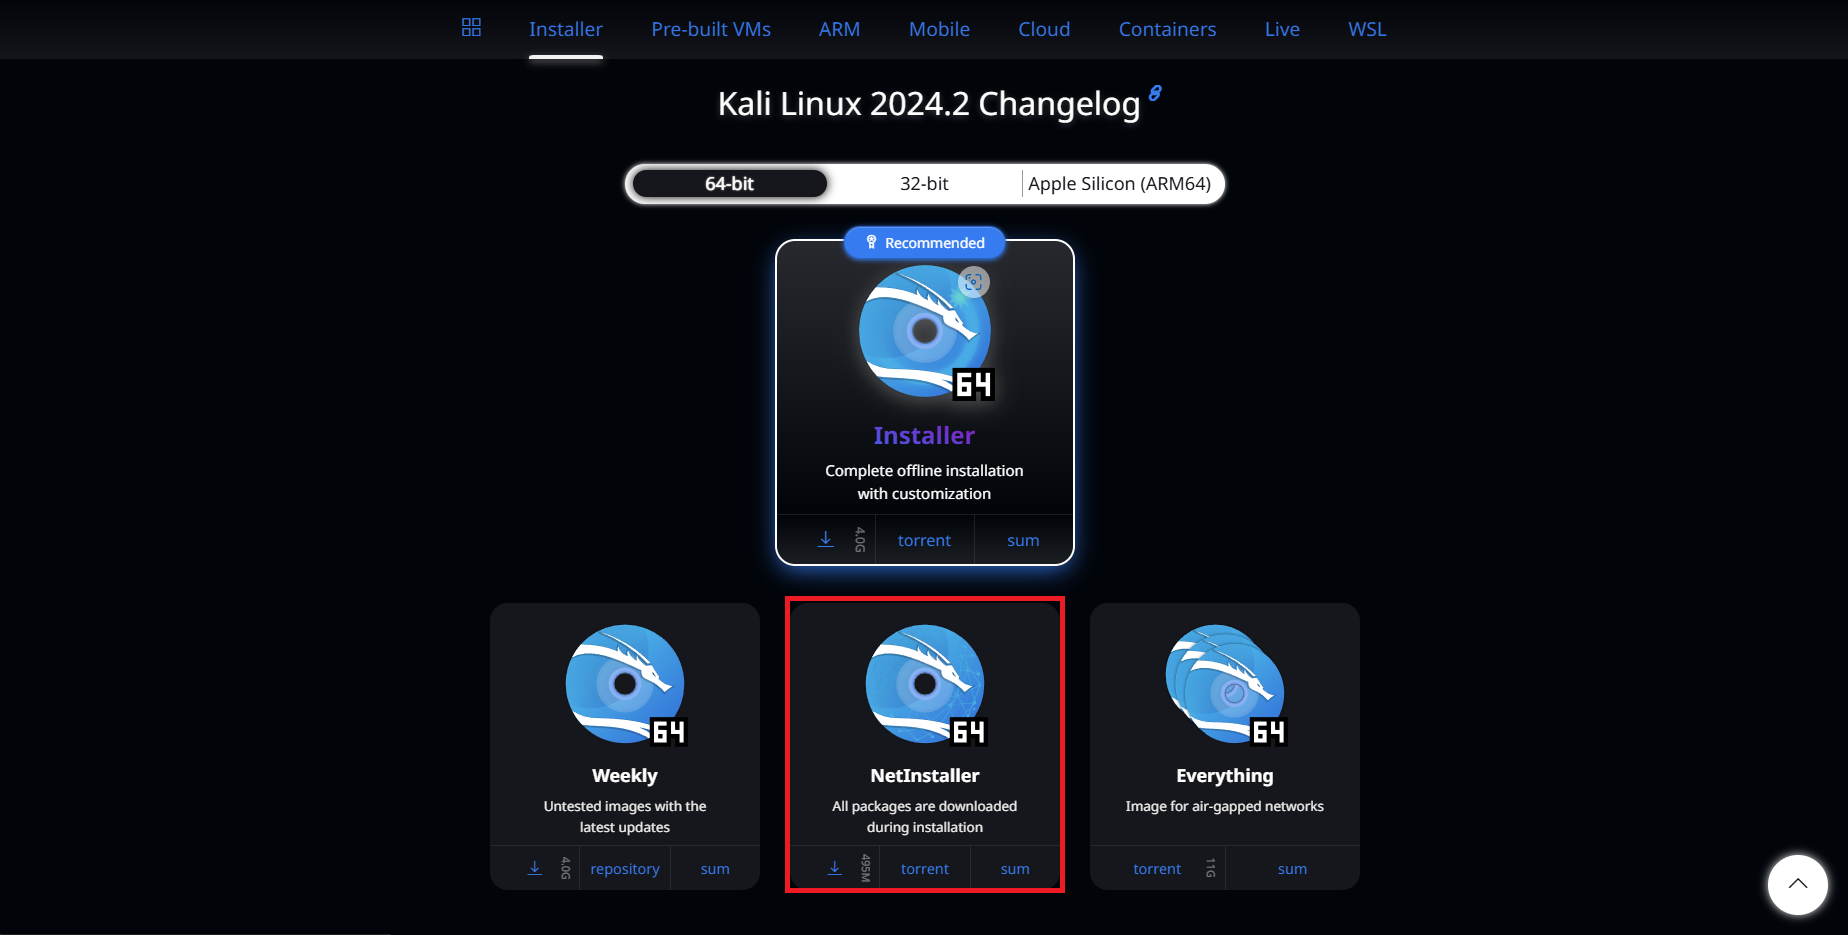 Installer
Pre-built VMs
ARM
Mobile
Cloud
Containers
Live
WSL
Kali Linux 2024.2 Changelog
64-bit
32-bit
Apple Silicon (ARM64)
Recommended
64
Installer
Complete offline installation
with customization
4.0G
torrent
sum
64
Weekly
Untested images with the
latest updates
4.0G
repository
sum
64
NetInstaller
All packages are downloaded
during installation
495M
torrent
sum
64
Everything
Image for air-gapped networks
torrent
11G
sum